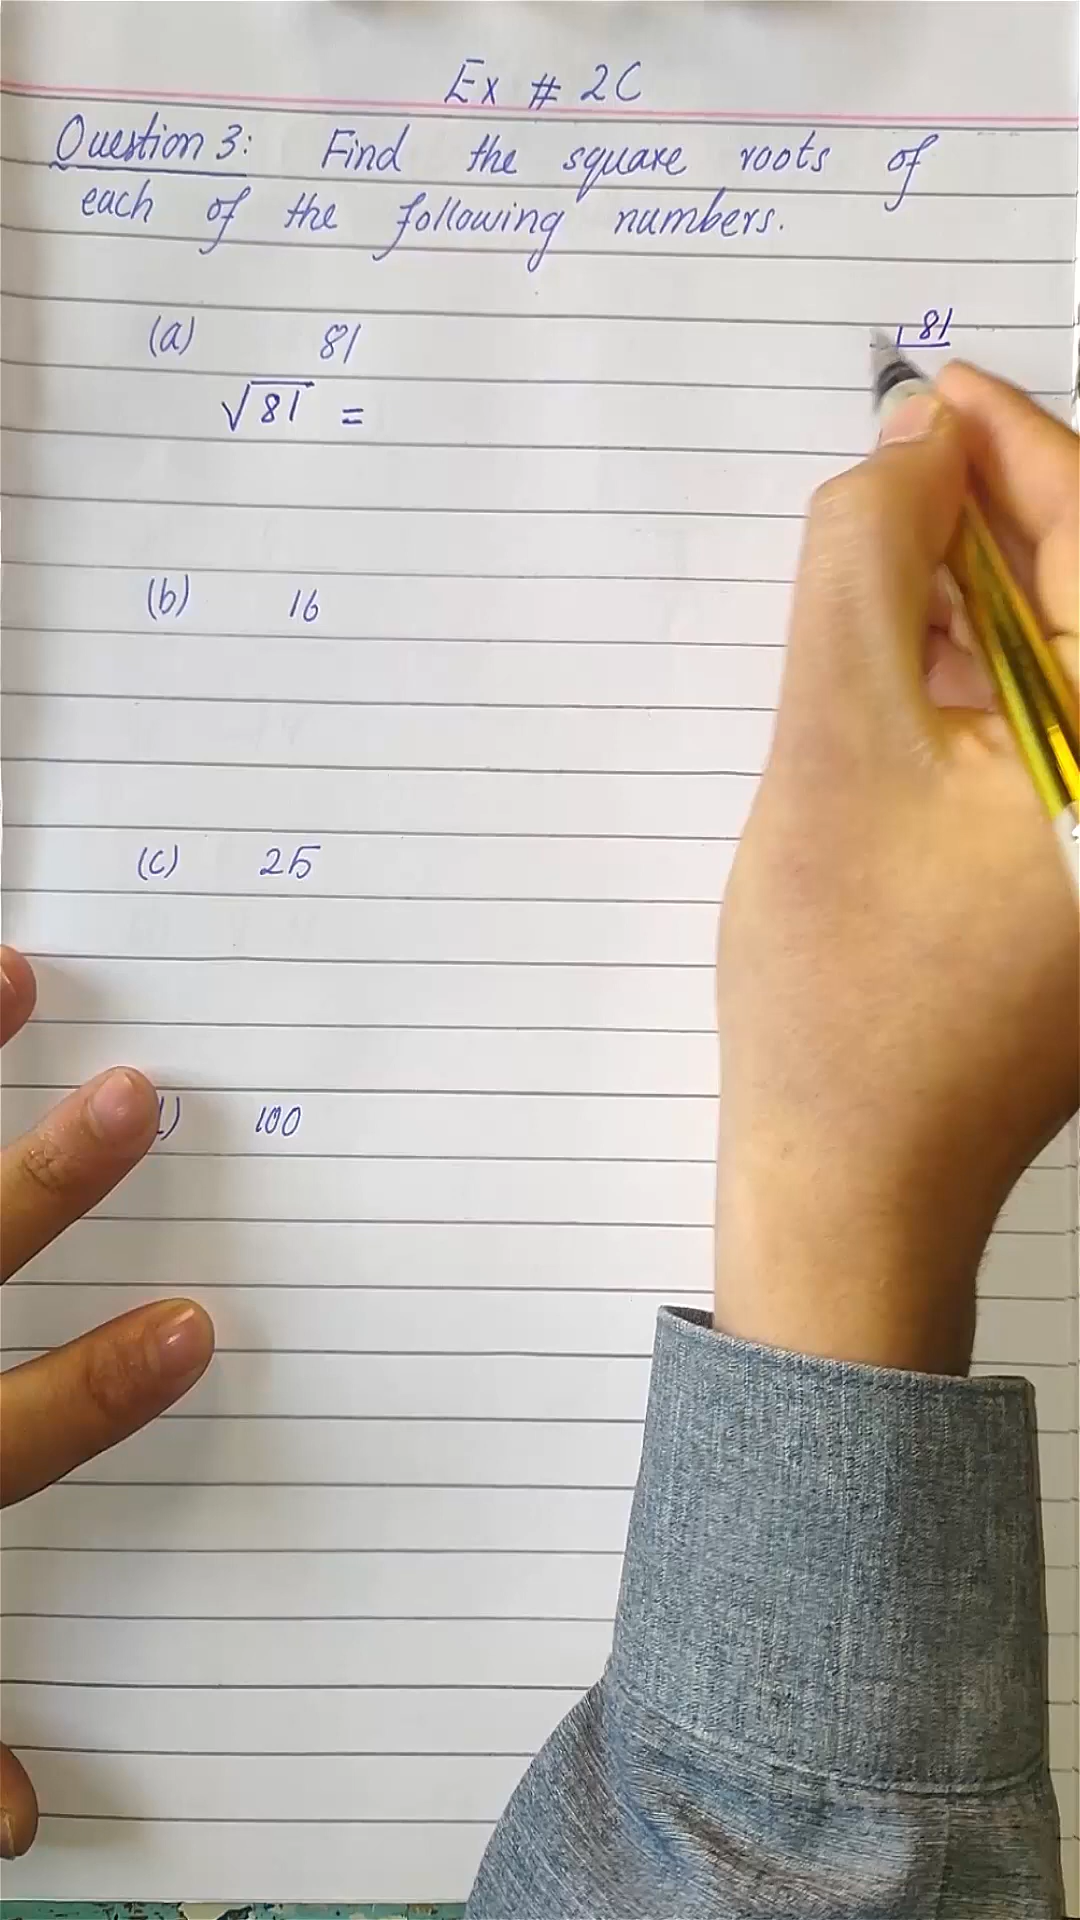 Ex # 2C
Question 3: Find the square roots of
each of the following numbers.
(a) 81
81
√81 =
(b) 16
(c) 25
100